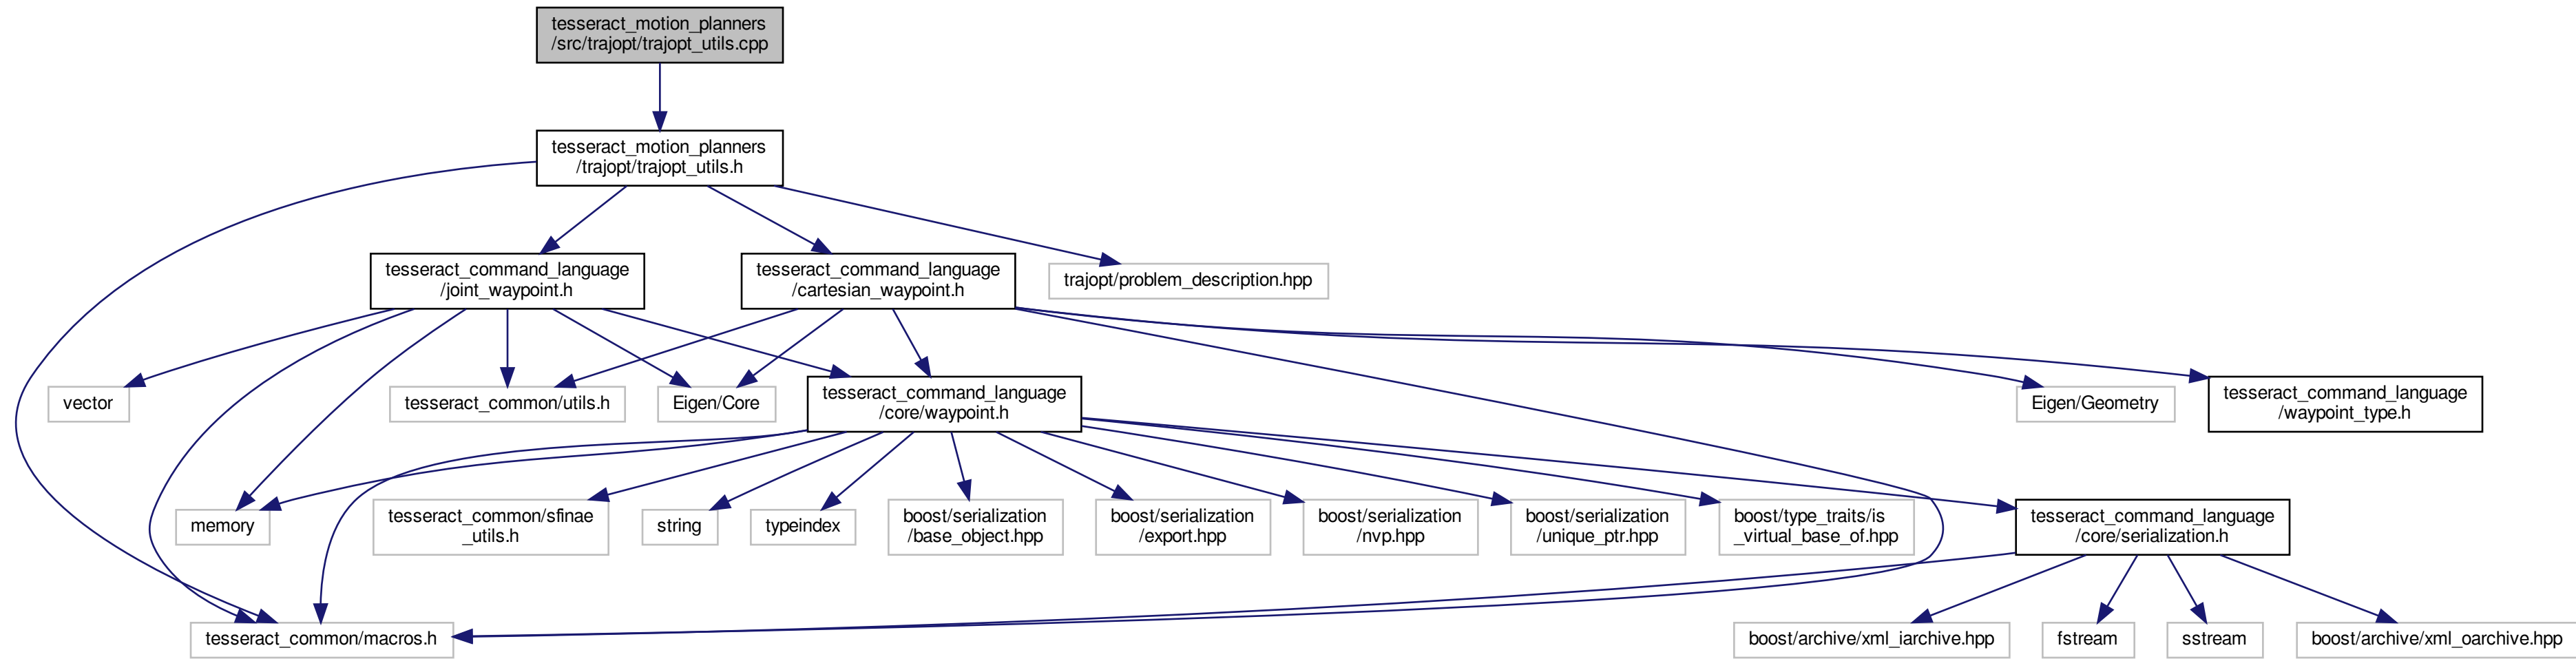 tesseract_motion_planners
/src/trajopt/trajopt_utils.cpp
tesseract_motion_planners
/trajopt/trajopt_utils.h
tesseract_command_language
/joint_waypoint.h
tesseract_command_language
/cartesian_waypoint.h
trajopt/problem_description.hpp
vector
tesseract_common/utils.h
Eigen/Core
tesseract_command_language
/core/waypoint.h
Eigen/Geometry
tesseract_command_language
/waypoint_type.h
memory
tesseract_common/sfinae
_utils.h
string
typeindex
boost/serialization
/base_object.hpp
boost/serialization
/export.hpp
boost/serialization
/nvp.hpp
boost/serialization
/unique_ptr.hpp
boost/type_traits/is
_virtual_base_of.hpp
tesseract_command_language
/core/serialization.h
tesseract_common/macros.h
boost/archive/xml_iarchive.hpp
fstream
sstream
boost/archive/xml_oarchive.hpp